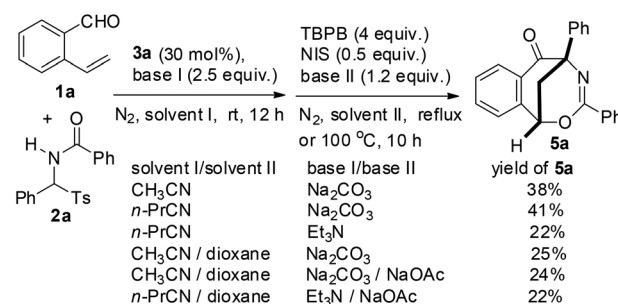 CHO
1a
+
O
H
N
Ph
Ph
Ts
2a
3a (30 mol%),
base I (2.5 equiv.)
N₂, solvent I, rt, 12 h
TBPB (4 equiv.)
NIS (0.5 equiv.)
base II (1.2 equiv.)
N₂, solvent II, reflux
or 100 °C, 10 h
O
Ph
N
Ph
O
H
5a
solvent I/solvent II base I/base II yield of 5a
CH₃CN Na₂CO₃ 38%
n-PrCN Na₂CO₃ 41%
n-PrCN Et₃N 22%
CH₃CN / dioxane Na₂CO₃ 25%
CH₃CN / dioxane Na₂CO₃ / NaOAc 24%
n-PrCN / dioxane Et₃N / NaOAc 22%